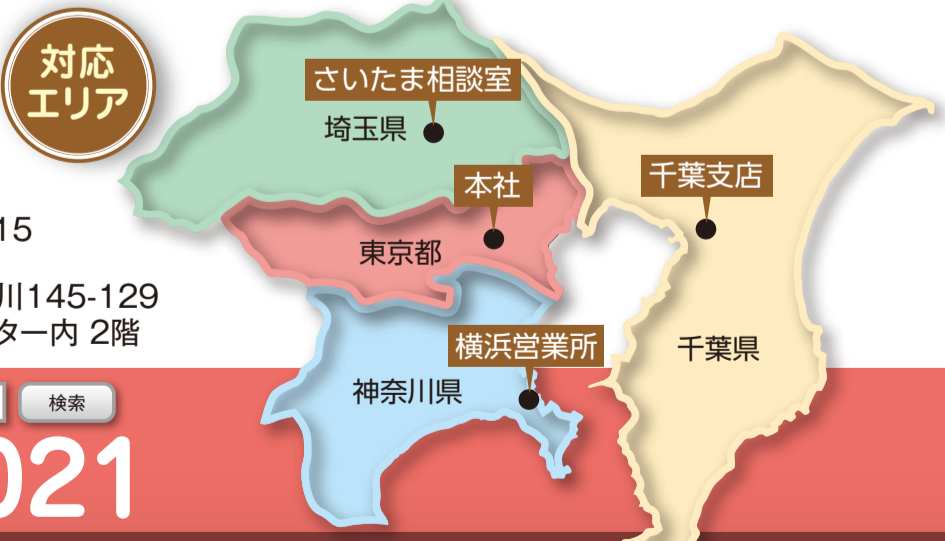 対応
エリア
さいたま相談室
埼玉県
本社
東京都
千葉支店
千葉県
横浜営業所
神奈川県
15
川145-129
ター内 2階
検索
021